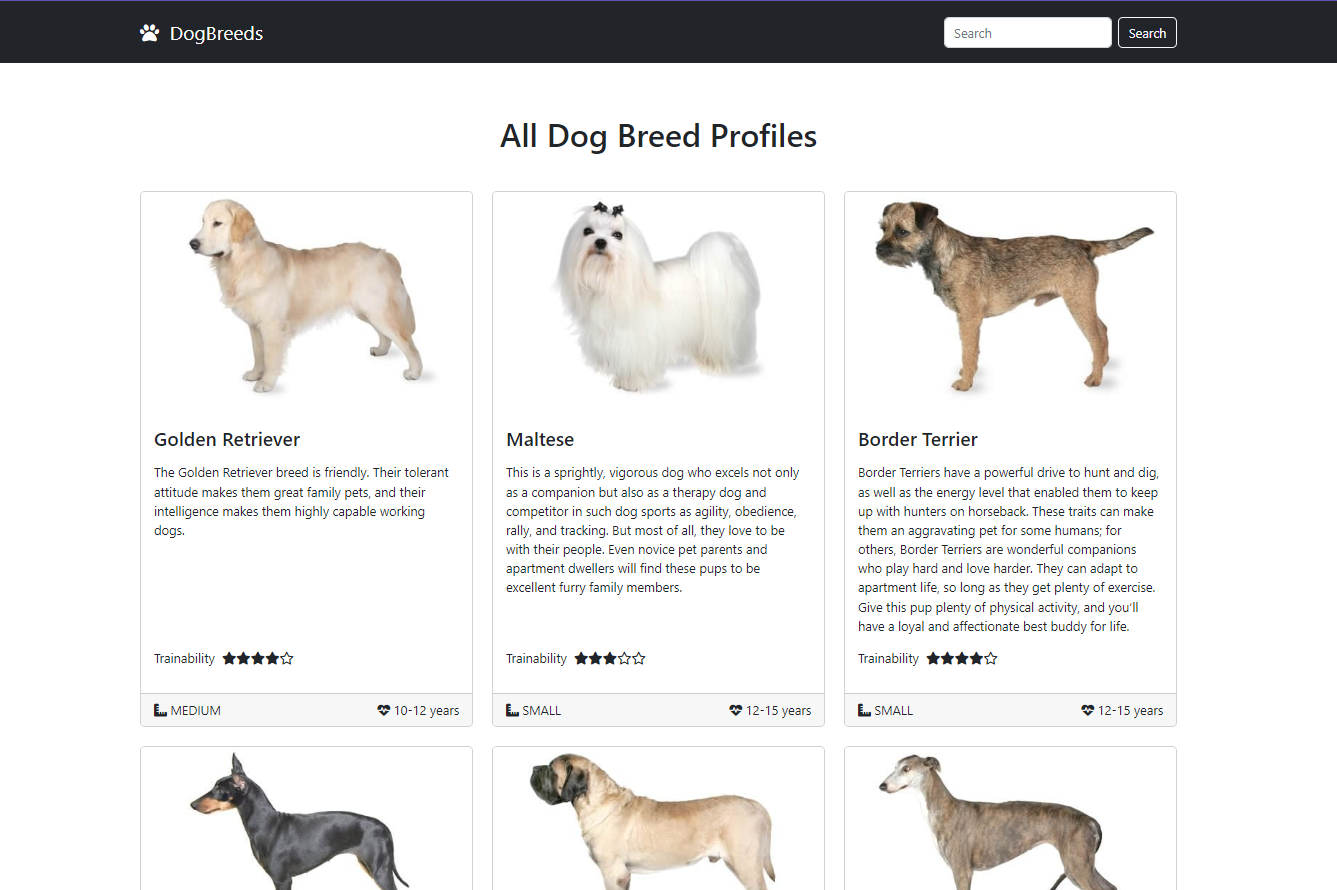 DogBreeds
Search
Search
All Dog Breed Profiles
Golden Retriever
The Golden Retriever breed is friendly. Their tolerant
attitude makes them great family pets, and their
intelligence makes them highly capable working
dogs.
Trainability
MEDIUM
10-12 years
Maltese
This is a sprightly, vigorous dog who excels not only
as a companion but also as a therapy dog and
competitor in such dog sports as agility, obedience,
rally, and tracking. But most of all, they love to be
with their people. Even novice pet parents and
apartment dwellers will find these pups to be
excellent furry family members.
Trainability
SMALL
12-15 years
Border Terrier
Border Terriers have a powerful drive to hunt and dig,
as well as the energy level that enabled them to keep
up with hunters on horseback. These traits can make
them an aggravating pet for some humans; for
others, Border Terriers are wonderful companions
who play hard and love harder. They can adapt to
apartment life, so long as they get plenty of exercise.
Give this pup plenty of physical activity, and you’ll
have a loyal and affectionate best buddy for life.
Trainability
SMALL
12-15 years